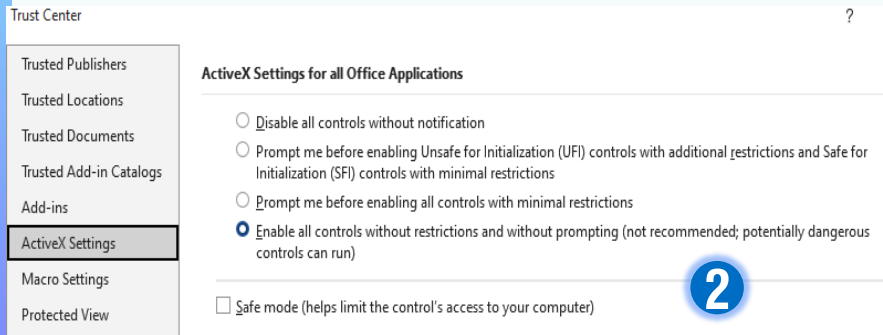 Trust Center ?
Trusted Publishers
Trusted Locations
Trusted Documents
Trusted Add-in Catalogs
Add-ins
ActiveX Settings
Macro Settings
Protected View
ActiveX Settings for all Office Applications
Disable all controls without notification
Prompt me before enabling Unsafe for Initialization (UFI) controls with additional restrictions and Safe for
Initialization (SFI) controls with minimal restrictions
Prompt me before enabling all controls with minimal restrictions
Enable all controls without restrictions and without prompting (not recommended; potentially dangerous
controls can run)
2
Safe mode (helps limit the control's access to your computer)